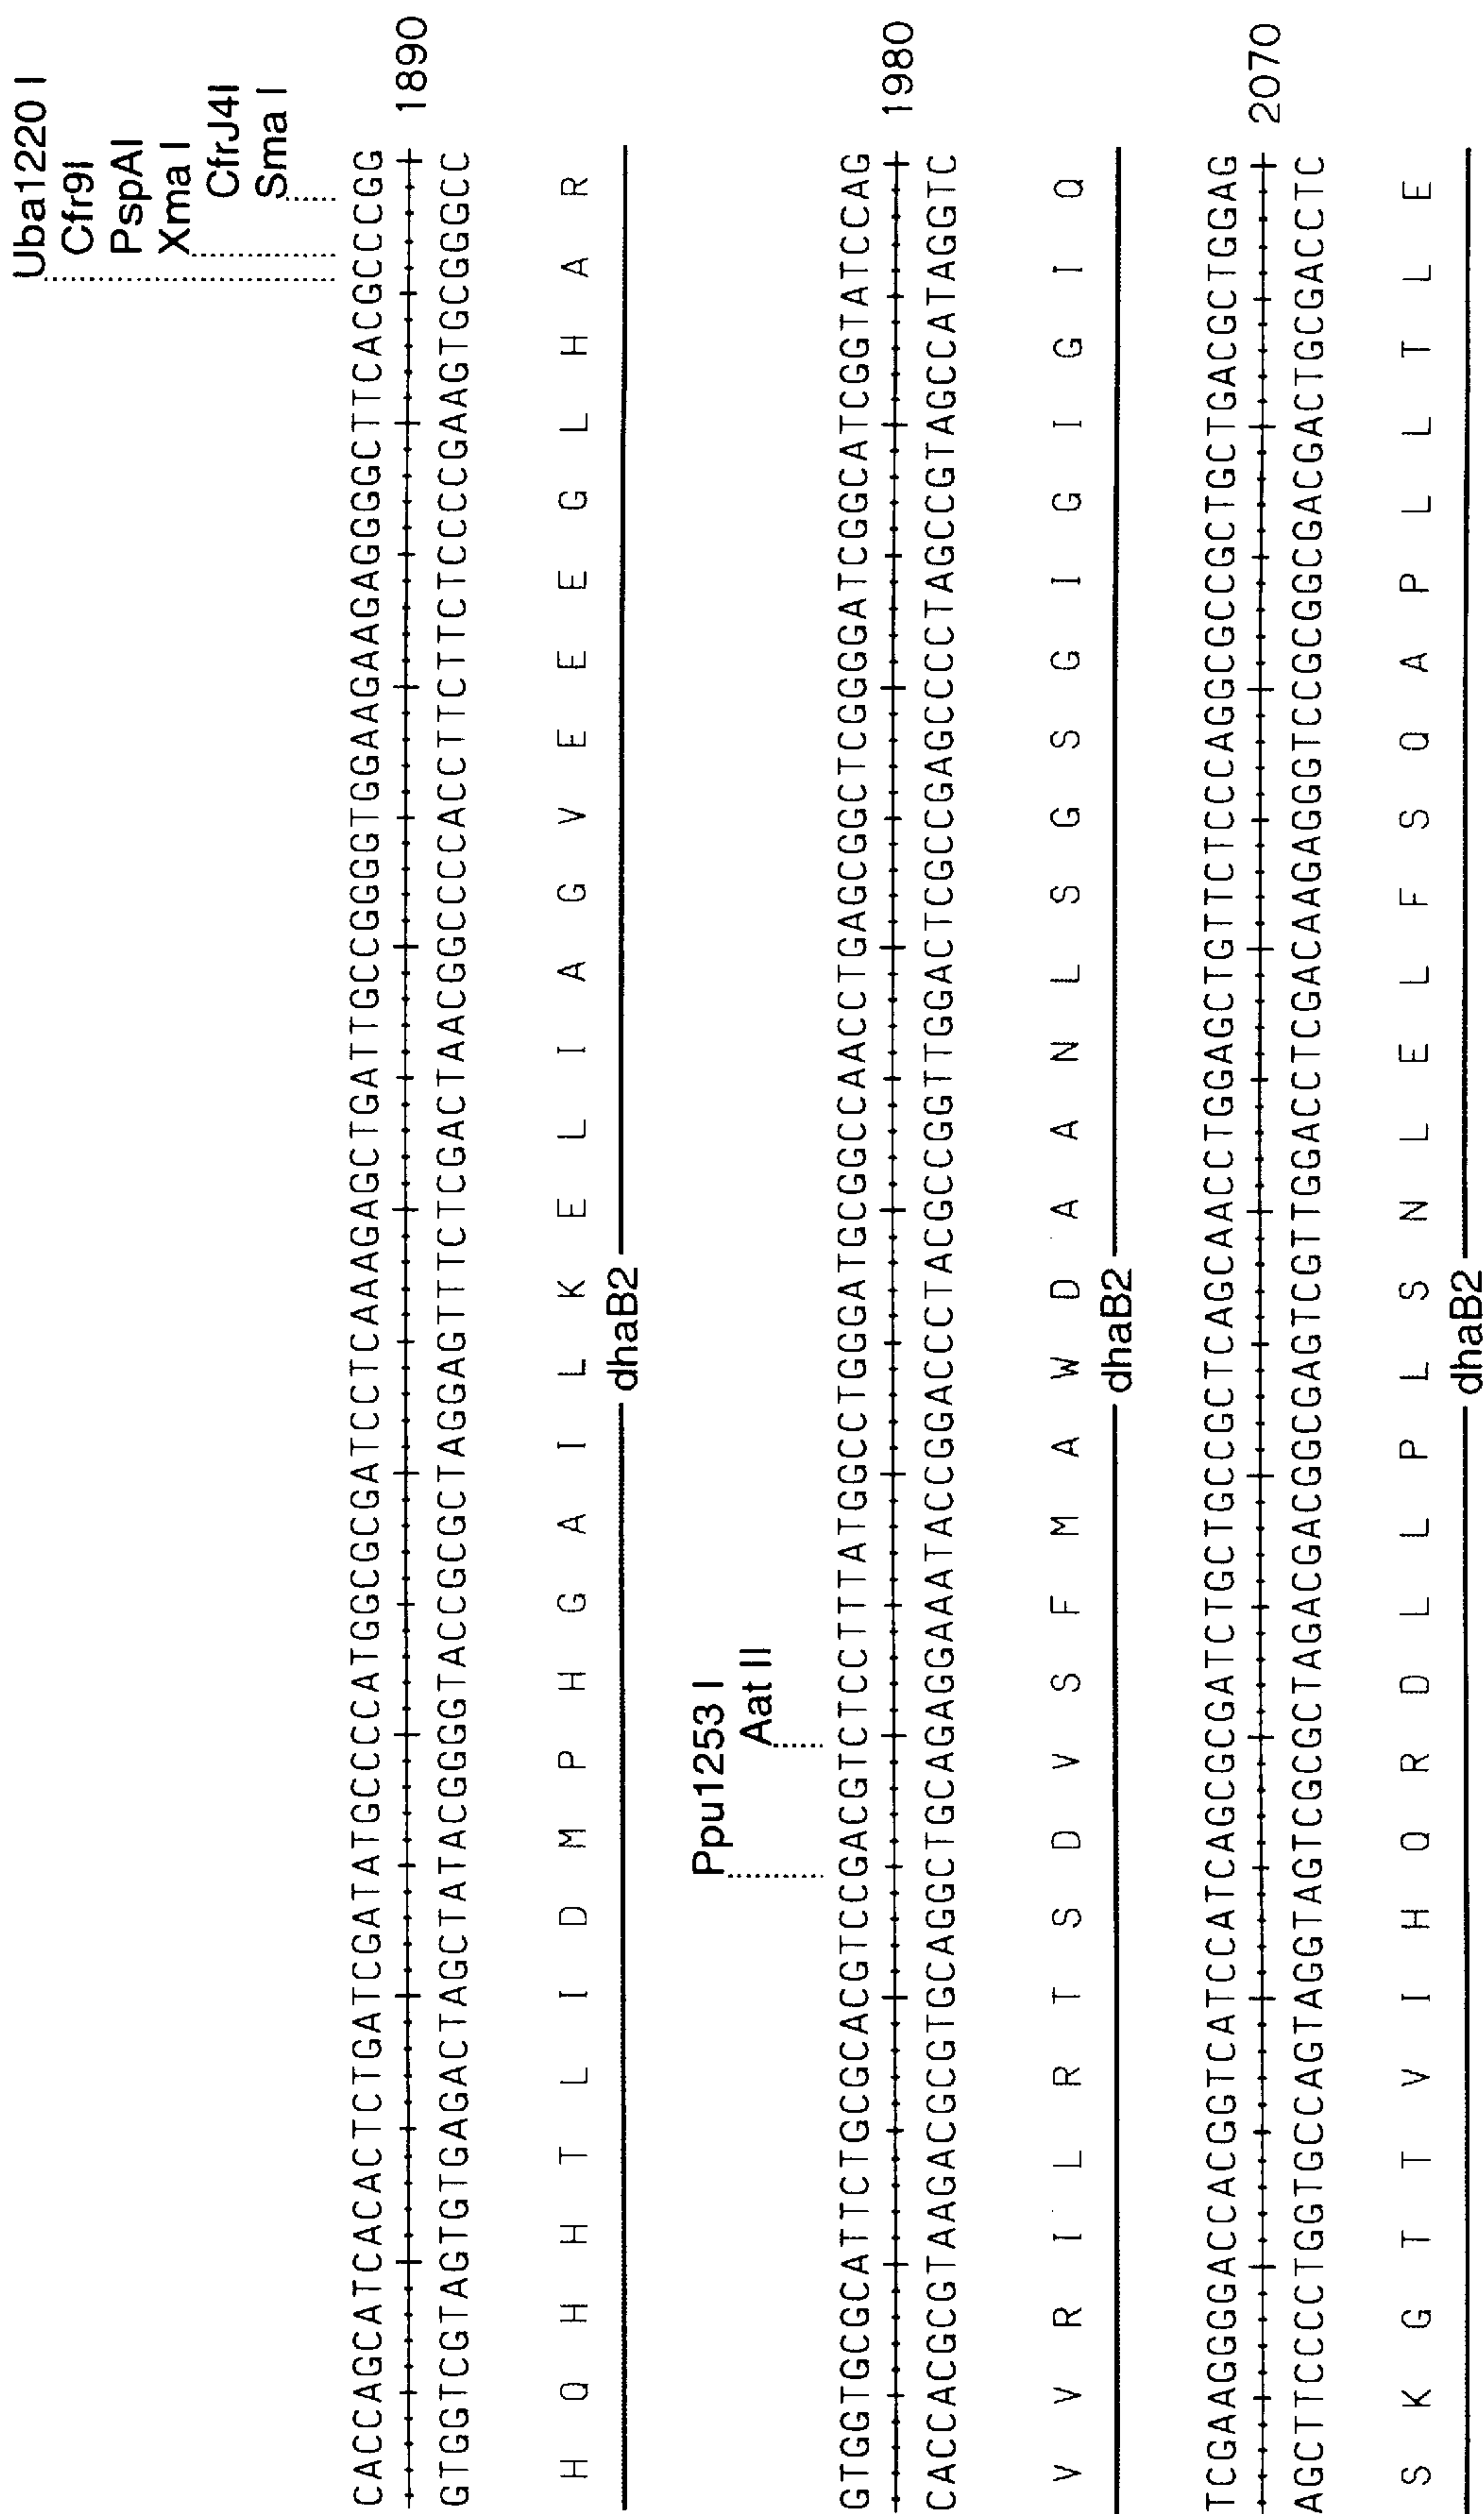 Uba1220 I
Cfr9I
PspAI
Xma I
CfrJ4I
Sma I
CACCAGCATCACACTCTGATCGATATGCCCCATGGCGCGATCCTCAAAGAGCTGATTGCCGGGGTGGAAGAAGAGGGGCTTCACGCCCGG
1890
GTGGTCGTAGTGTGAGACTAGCTATACGGGGTACCGCGCTAGGAGTTTCTCGACTAACGGCCCCACCTTCTTCTCCCCGAAGTGCGGGCC
H Q H H T L I D M P H G A I L K E L I A G V E E E G L H A R
dhaB2
Ppu1253 I
Aat II
GTGGTGCGCATTCTGCGCACGTCCGACGTCTCCTTTATGGCCTGGGATGCGGCCAACCTGAGCGGCTCGGGGATCGGCATCGGTATCCAG
1980
CACCACGCGTAAGACGCGTGCAGGCTGCAGAGGAAATACCGGACCCTACGCCGGTTGGACTCGCCGAGCCCCTAGCCGTAGCCATAGGTC
V V R I L R T S D V S F M A W D A A N L S G S G I G I G I Q
dhaB2
TCGAAGGGGACCACGGTCATCCATCAGCGCGATCTGCTGCCGCTCAGCAACCTGGAGCTGTTCTCCCAGGCGCCGCTGCTGACGCTGGAG
2070
AGCTTCCCCTGGTGCCAGTAGGTAGTCGCGCTAGACGACGGCGAGTCGTTGGACCTCGACAAGAGGGTCCGCGGCGACGACTGCGACCTC
S K G T T V I H Q R D L L P L S N L E L F S Q A P L L T L E
dhaB2